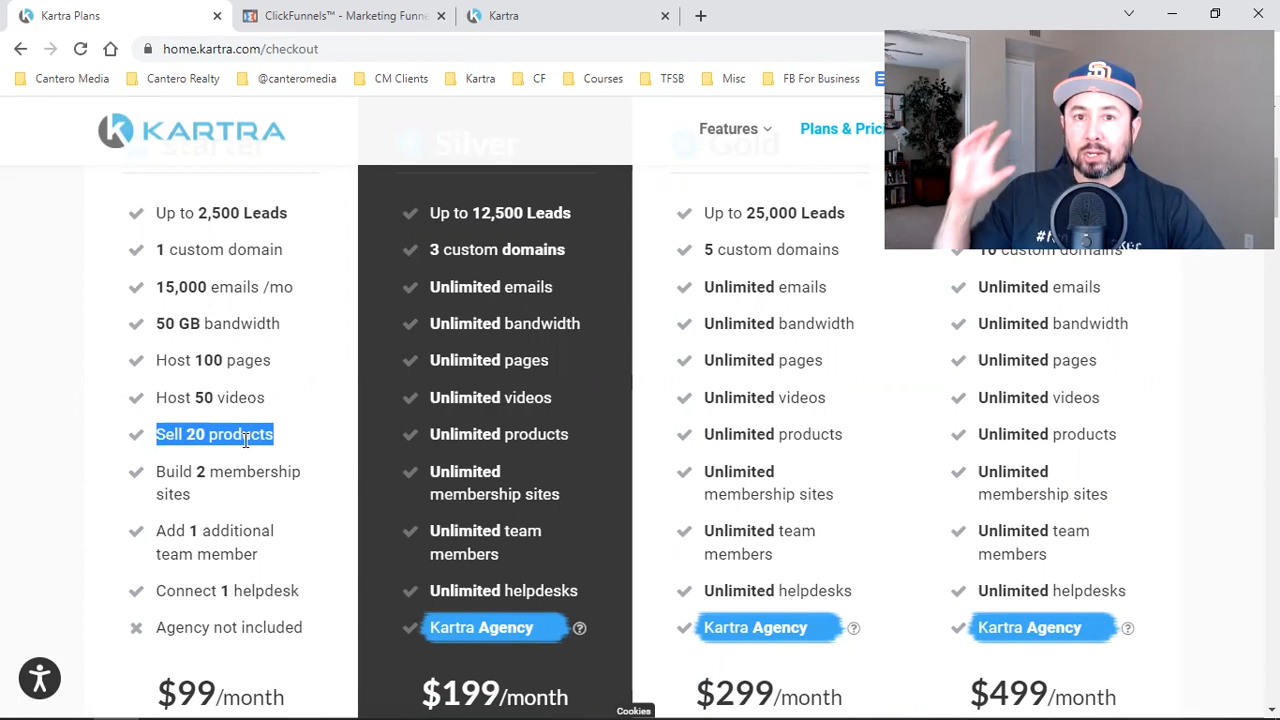 Kartra Plans
ClickFunnels™ - Marketing Funne
Kartra
home.kartra.com/checkout
Cantero Media
Cantero Realty
@canteromedia
CM Clients
Kartra
CF
Courses
TFSB
Misc
FB For Business
KARTRA
Features
Plans & Prici
Starter
Silver
Gold
Up to 2,500 Leads
1 custom domain
15,000 emails /mo
50 GB bandwidth
Host 100 pages
Host 50 videos
Sell 20 products
Build 2 membership
sites
Add 1 additional
team member
Connect 1 helpdesk
Agency not included
$99/month
Up to 12,500 Leads
3 custom domains
Unlimited emails
Unlimited bandwidth
Unlimited pages
Unlimited videos
Unlimited products
Unlimited
membership sites
Unlimited team
members
Unlimited helpdesks
Kartra Agency
$199/month
Up to 25,000 Leads
5 custom domains
Unlimited emails
Unlimited bandwidth
Unlimited pages
Unlimited videos
Unlimited products
Unlimited
membership sites
Unlimited team
members
Unlimited helpdesks
Kartra Agency
$299/month
10 custom domains
Unlimited emails
Unlimited bandwidth
Unlimited pages
Unlimited videos
Unlimited products
Unlimited
membership sites
Unlimited team
members
Unlimited helpdesks
Kartra Agency
$499/month
Cookies